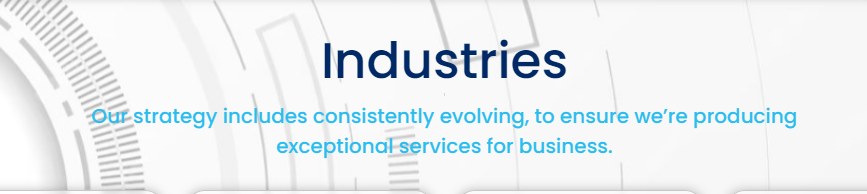 Industries
Our strategy includes consistently evolving, to ensure we’re producing
exceptional services for business.